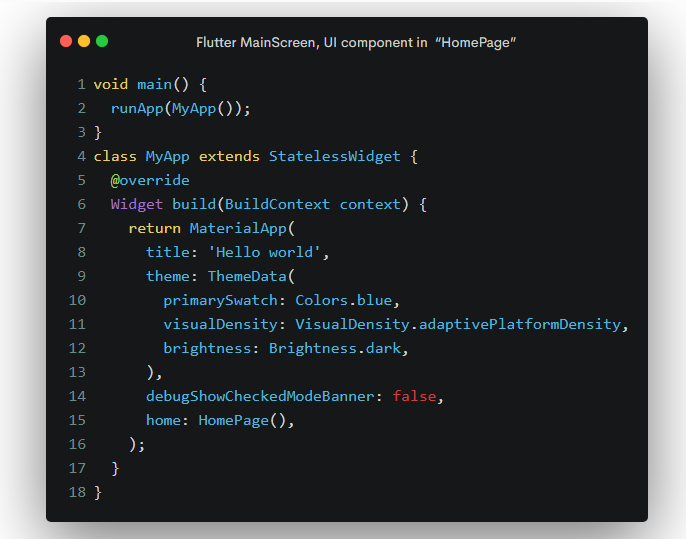 Flutter MainScreen, UI component in “HomePage”
1 void main() {
2   runApp(MyApp());
3 }
4 class MyApp extends StatelessWidget {
5   @override
6   Widget build(BuildContext context) {
7     return MaterialApp(
8       title: 'Hello world',
9       theme: ThemeData(
10         primarySwatch: Colors.blue,
11         visualDensity: VisualDensity.adaptivePlatformDensity,
12         brightness: Brightness.dark,
13       ),
14       debugShowCheckedModeBanner: false,
15       home: HomePage(),
16     );
17   }
18 }